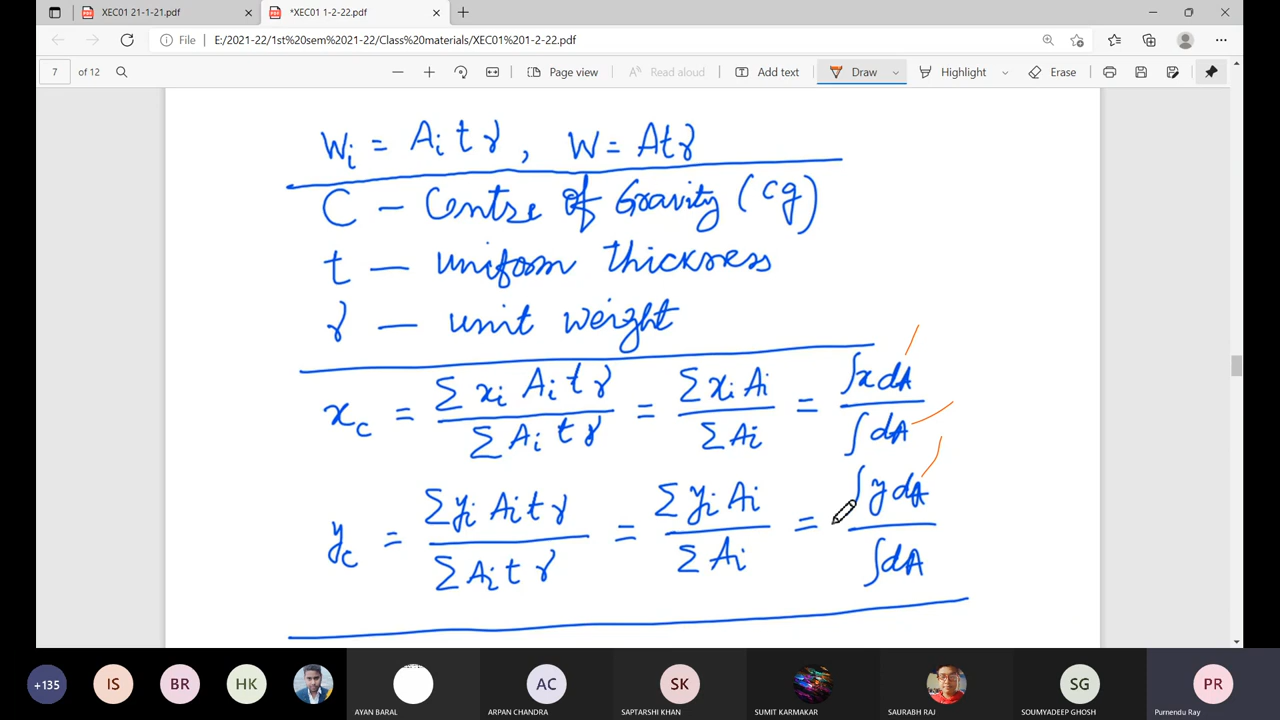 XEC01 21-1-21.pdf
*XEC01 1-2-22.pdf
File E:/2021-22/1st%20sem%202021-22/Class%20materials/XEC01%201-2-22.pdf
7 of 12 Page view Read aloud Add text Draw Highlight Erase
Wi = Ai t γ , W = Atγ
C – Centre of Gravity (cg)
t – uniform thickness
γ – unit weight
xc = Σ xi Ai t γ / Σ Ai t γ = Σ xi Ai / Σ Ai = ∫x dA / ∫ dA
yc = Σ yi Ai t γ / Σ Ai t γ = Σ yi Ai / Σ Ai = ∫y dA / ∫dA
+135 IS BR HK AC SK SG PR
AYAN BARAL ARPAN CHANDRA SAPTARSHI KHAN SUMIT KARMAKAR SAURABH RAJ SOUMYADEEP GHOSH Purnendu Ray